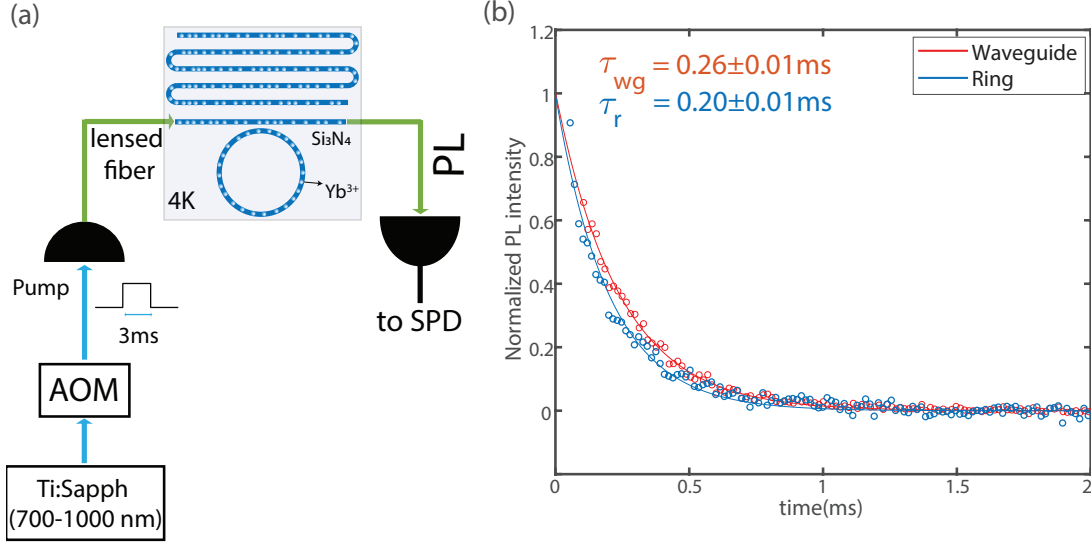 (a)
lensed
fiber
Si₃N₄
Yb³⁺
4K
PL
Pump
3ms
to SPD
AOM
Ti:Sapph
(700-1000 nm)
(b)
τwg = 0.26±0.01ms
τr = 0.20±0.01ms
Waveguide
Ring
Normalized PL intensity
1.2
1
0.8
0.6
0.4
0.2
0
-0.2
0
0.5
1
1.5
2
time(ms)